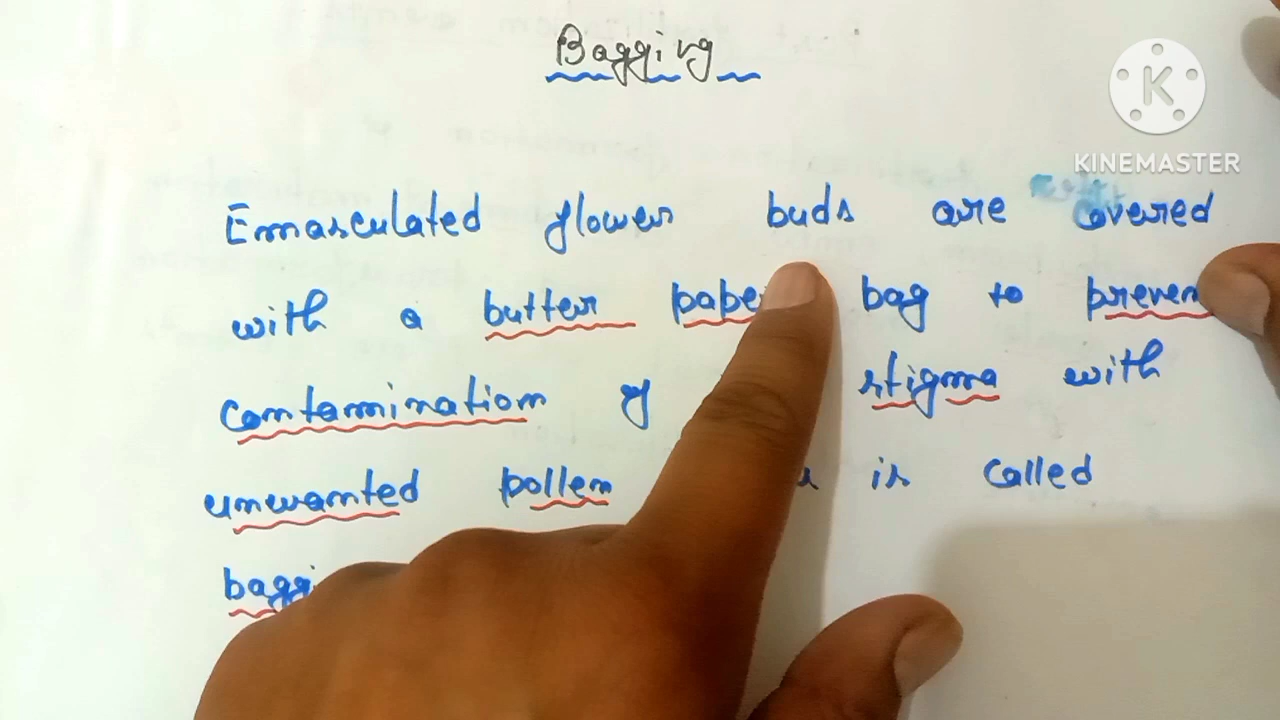 Bagging
K
KINEMASTER
Emasculated flower buds are covered
with a butter pape bag to preven
contamination of stigma with
unwanted pollen is called
baggi